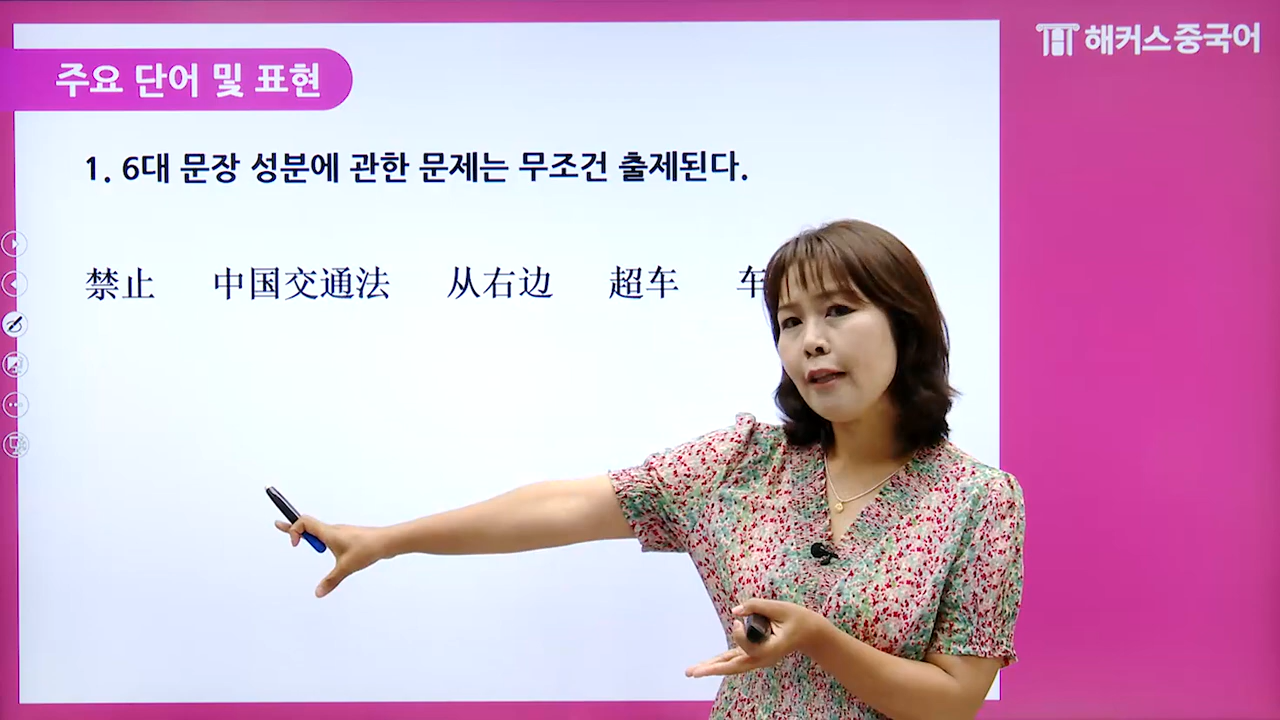 해커스중국어
주요 단어 및 표현
1. 6대 문장 성분에 관한 문제는 무조건 출제된다.
禁止 中国交通法 从右边 超车 车